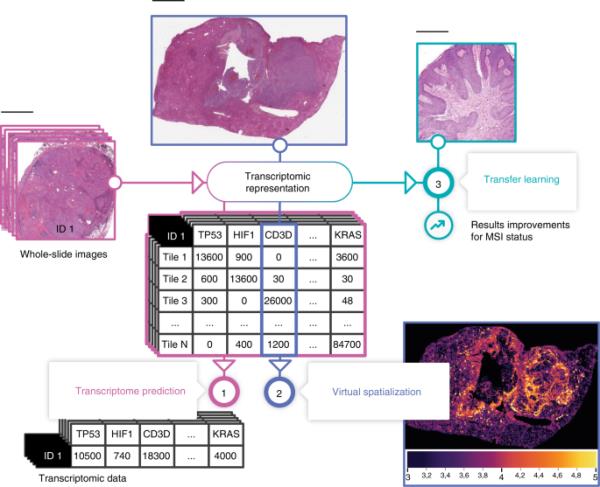 ID 1
Whole-slide images
Transcriptomic
representation
3
Transfer learning
Results improvements
for MSI status
ID 1 TP53 HIF1 CD3D ... KRAS
Tile 1 13600 900 0 3600
Tile 2 600 13600 30 ... 30
Tile 3 300 0 26000 ... 48
... ... ... ... ...
Tile N 0 400 1200 ... 84700
Transcriptome prediction
1
2
Virtual spatialization
TP53 HIF1 CD3D ... KRAS
ID 1 10500 740 18300 ... 4000
Transcriptomic data
3 3,2 3,4 3,6 3,8 4 4,2 4,4 4,6 4,8 5